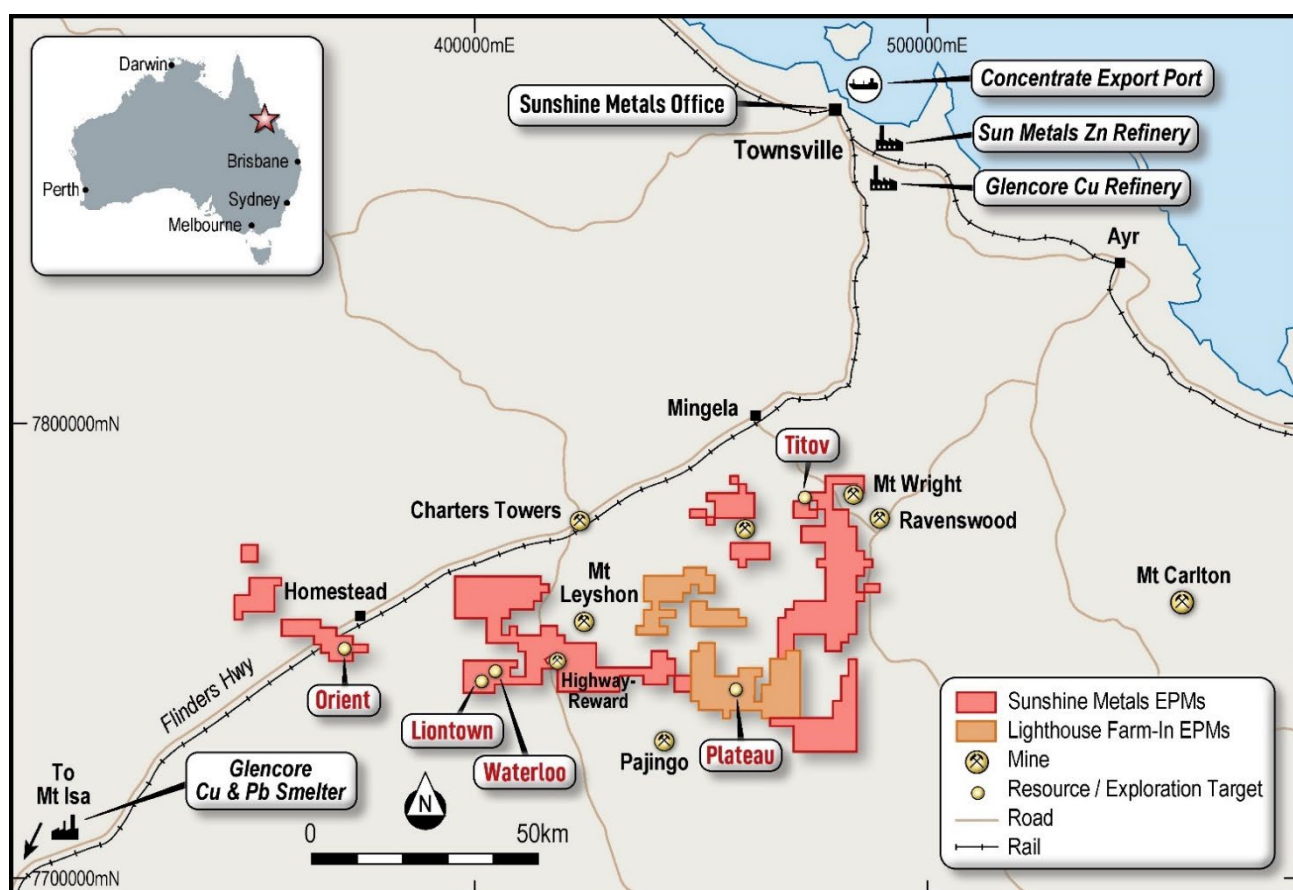 400000mE
500000mE
Darwin
Brisbane
Perth
Sydney
Melbourne
Sunshine Metals Office
Concentrate Export Port
Sun Metals Zn Refinery
Townsville
Glencore Cu Refinery
Ayr
7800000mN
Mingela
Titov
Mt Wright
Charters Towers
Ravenswood
Homestead
Mt
Leyshon
Mt Carlton
Flinders Hwy
Orient
Highway-
Reward
Liontown
Waterloo
Pajingo
Plateau
To
Mt Isa
Glencore
Cu & Pb Smelter
N
0
50km
7700000mN
Sunshine Metals EPMs
Lighthouse Farm-In EPMs
Mine
Resource / Exploration Target
Road
Rail